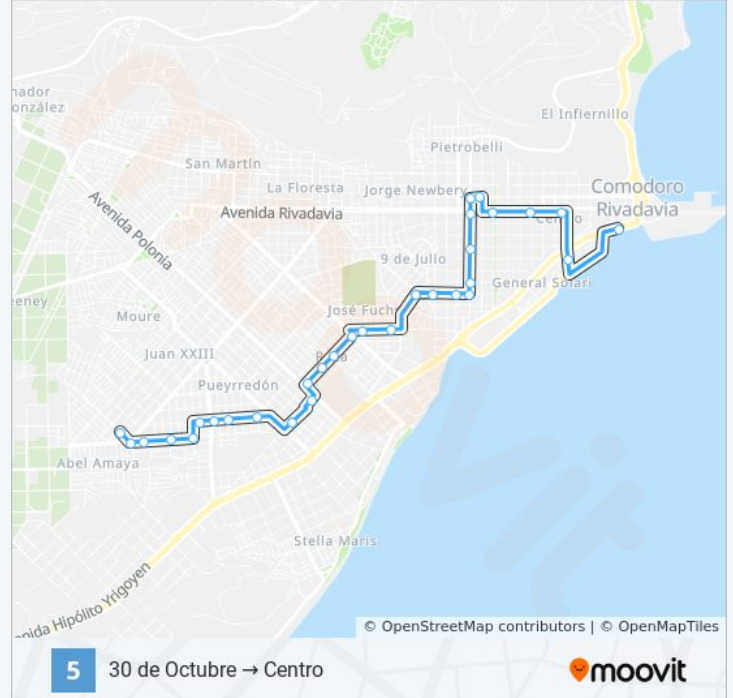 nador
onzález
El Infiernillo
Pietrobelli
San Martín
La Floresta
Jorge Newbery
Comodoro
Rivadavia
Avenida Rivadavia
Avenida Polonia
9 de Julio
General Solari
eeney
José Fuch
Moure
Juan XXIII
Pueyrredón
Abel Amaya
Stella Maris
nida Hipólito Yrigoyen
© OpenStreetMap contributors | © OpenMapTiles
5
30 de Octubre → Centro
moovit